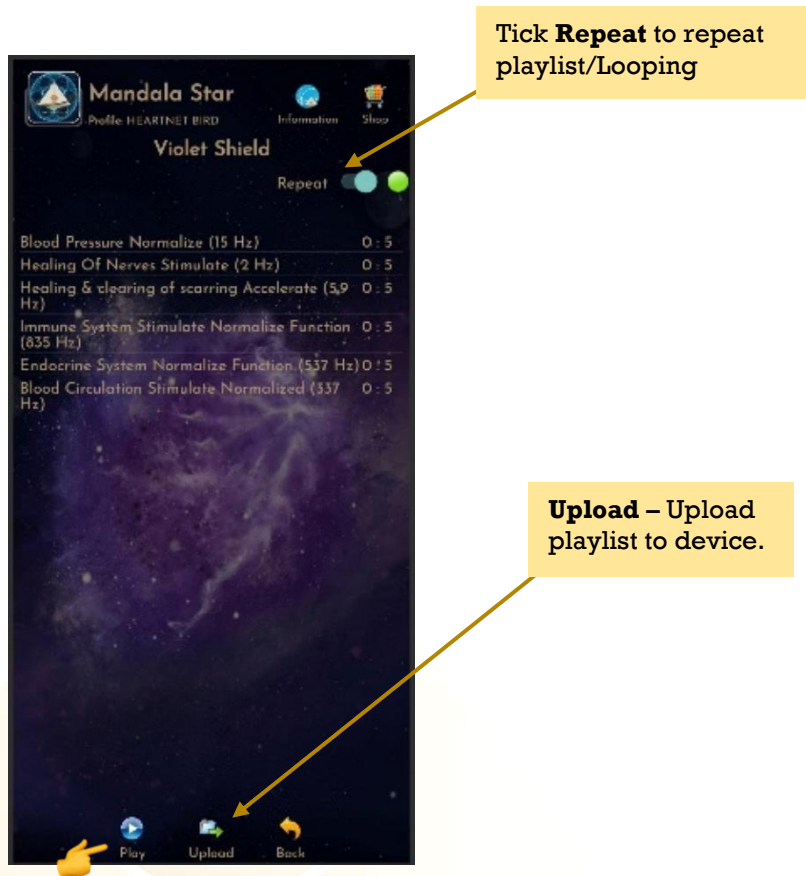 Tick Repeat to repeat
playlist/Looping
Mandala Star
Profile: HEARTNET BIRD
Information
Shop
Violet Shield
Repeat
Blood Pressure Normalize (15 Hz) 0 : 5
Healing Of Nerves Stimulate (2 Hz) 0 : 5
Healing & clearing of scarring Accelerate (5,9 0 : 5
Hz)
Immune System Stimulate Normalize Function 0 : 5
(835 Hz)
Endocrine System Normalize Function (537 Hz) 0 : 5
Blood Circulation Stimulate Normalized (337 0 : 5
Hz)
Upload – Upload
playlist to device.
Play Upload Back